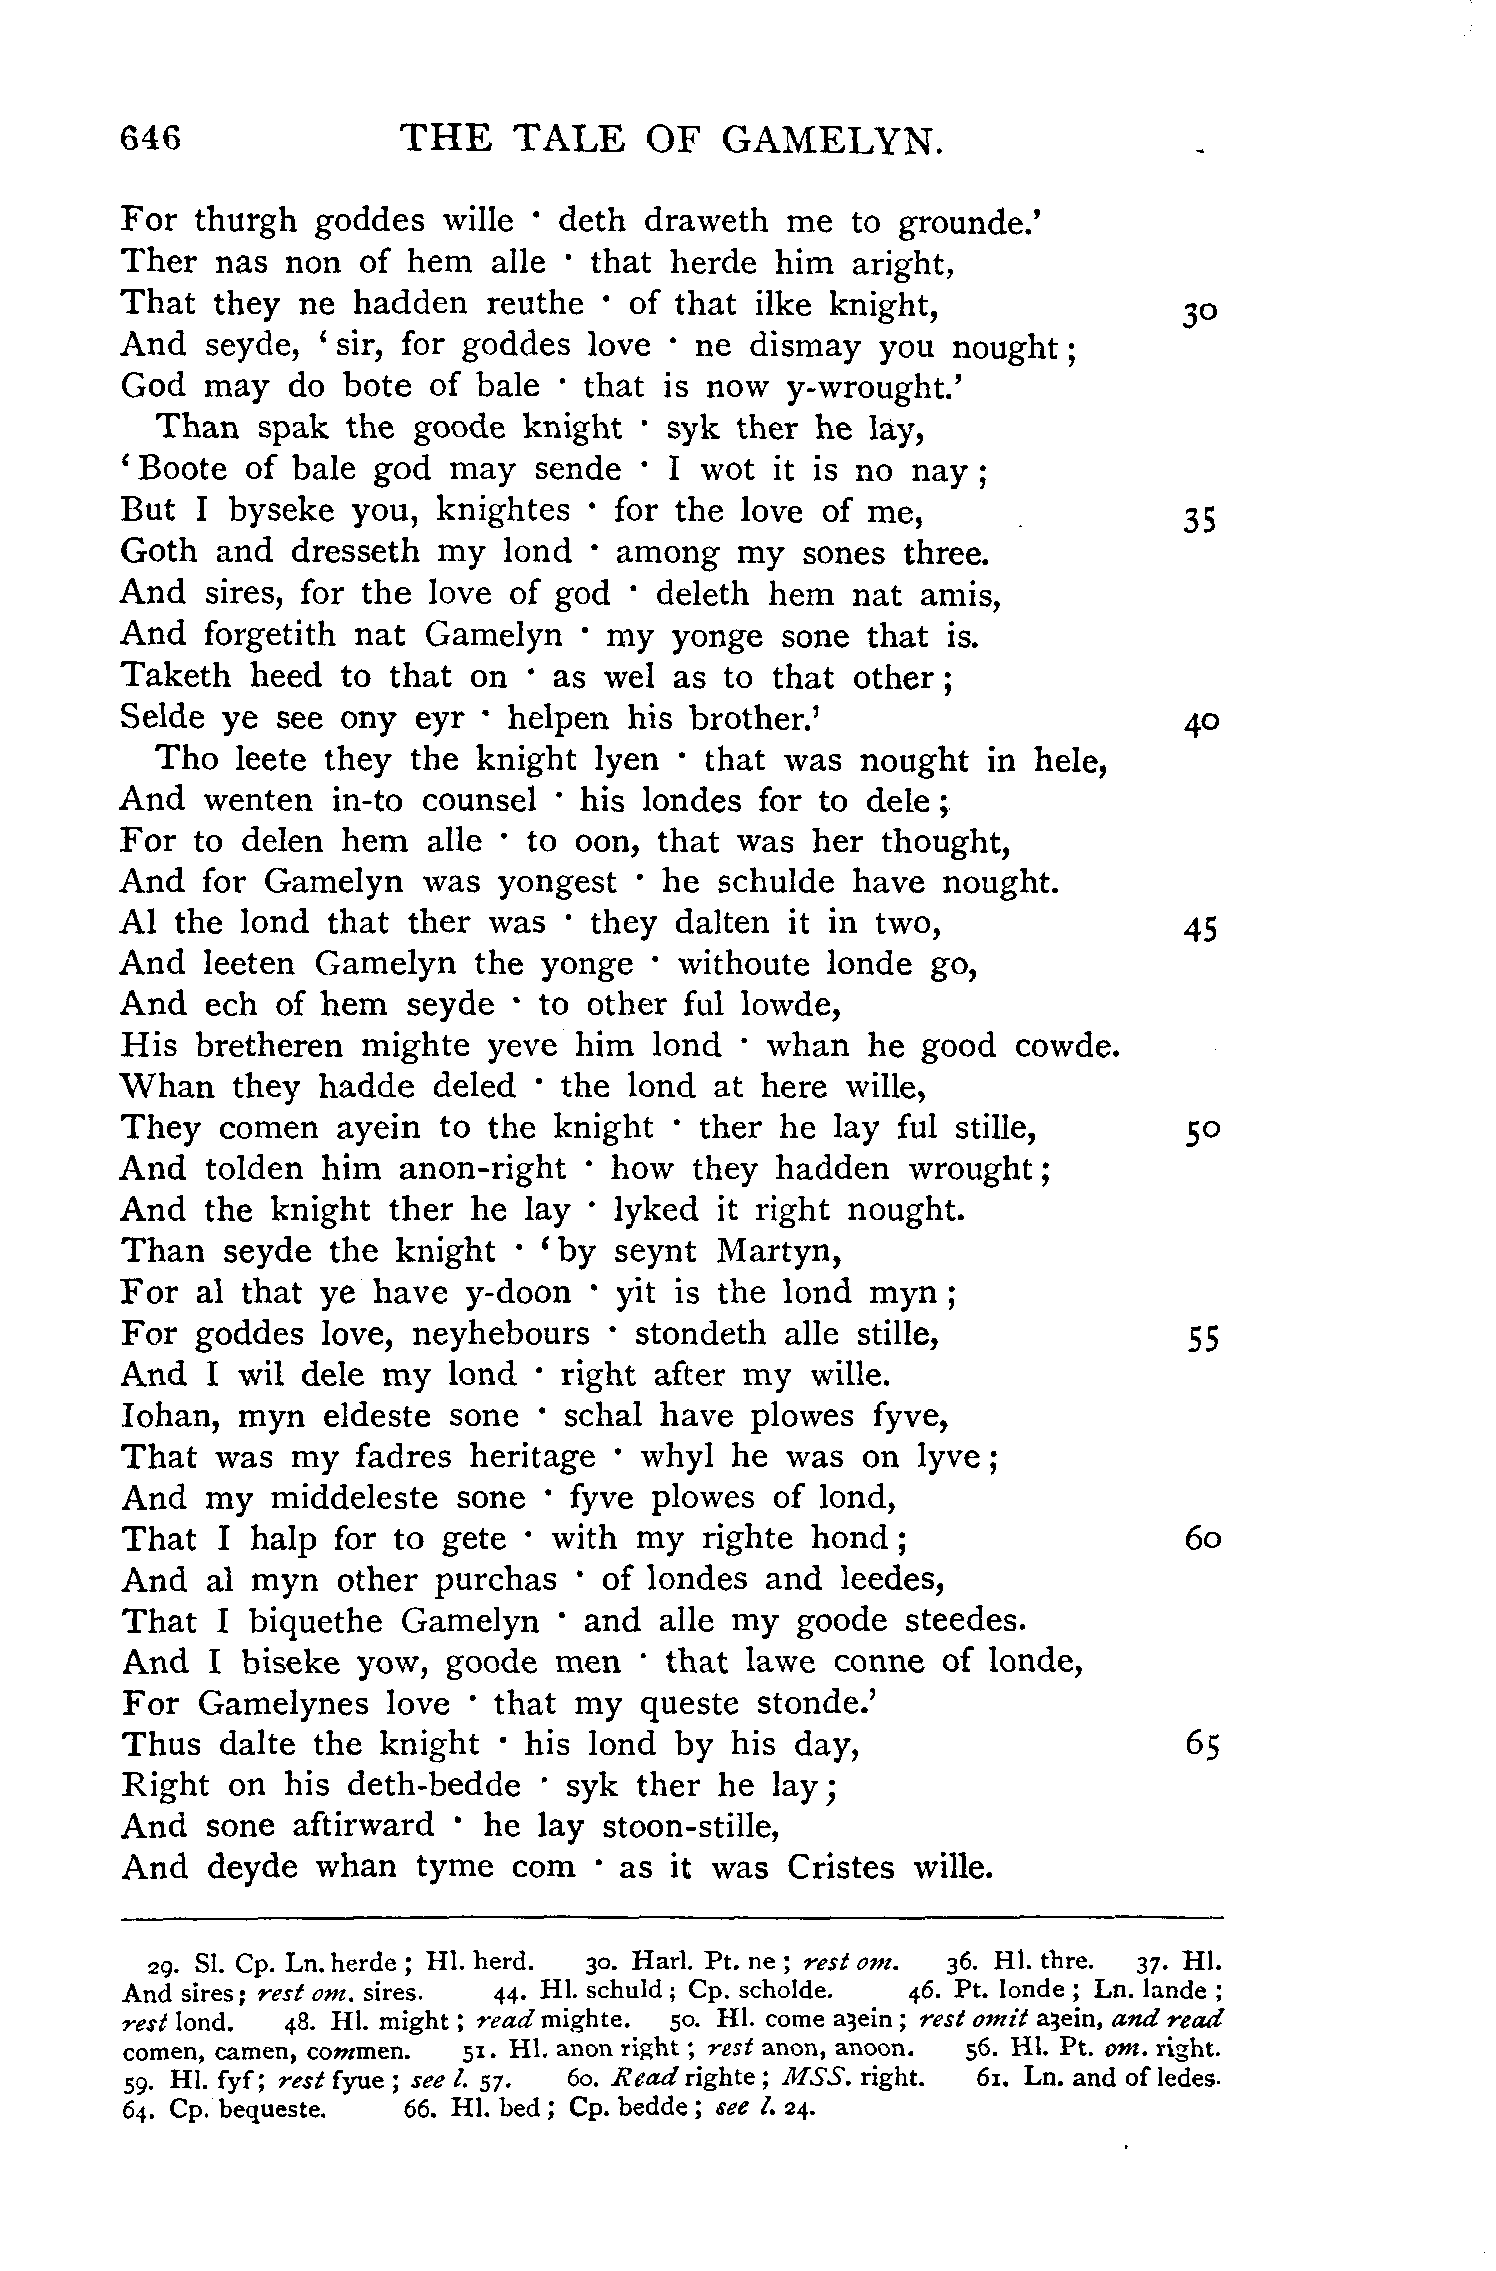 646 THE TALE OF GAMELYN.
For thurgh goddes wille · deth draweth me to grounde.’
Ther nas non of hem alle · that herde him aright,
That they ne hadden reuthe · of that ilke knight, 30
And seyde, ‘sir, for goddes love · ne dismay you nought;
God may do bote of bale · that is now y-wrought.’
Than spak the goode knight · syk ther he lay,
‘Boote of bale god may sende · I wot it is no nay;
But I byseke you, knightes · for the love of me, 35
Goth and dresseth my lond · among my sones three.
And sires, for the love of god · deleth hem nat amis,
And forgetith nat Gamelyn · my yonge sone that is.
Taketh heed to that on · as wel as to that other;
Selde ye see ony eyr · helpen his brother.’ 40
Tho leete they the knight lyen · that was nought in hele,
And wenten in-to counsel · his londes for to dele;
For to delen hem alle · to oon, that was her thought,
And for Gamelyn was yongest · he schulde have nought.
Al the lond that ther was · they dalten it in two, 45
And leeten Gamelyn the yonge · withoute londe go,
And ech of hem seyde · to other ful lowde,
His bretheren mighte yeve him lond · whan he good cowde.
Whan they hadde deled · the lond at here wille,
They comen ayein to the knight · ther he lay ful stille, 50
And tolden him anon-right · how they hadden wrought;
And the knight ther he lay · lyked it right nought.
Than seyde the knight · ‘by seynt Martyn,
For al that ye have y-doon · yit is the lond myn;
For goddes love, neyhebours · stondeth alle stille, 55
And I wil dele my lond · right after my wille.
Iohan, myn eldeste sone · schal have plowes fyve,
That was my fadres heritage · whyl he was on lyve;
And my middeleste sone · fyve plowes of lond,
That I halp for to gete · with my righte hond; 60
And al myn other purchas · of londes and leedes,
That I biquethe Gamelyn · and alle my goode steedes.
And I biseke yow, goode men · that lawe conne of londe,
For Gamelynes love · that my queste stonde.’
Thus dalte the knight · his lond by his day, 65
Right on his deth-bedde · syk ther he lay;
And sone aftirward · he lay stoon-stille,
And deyde whan tyme com · as it was Cristes wille.
29. Sl. Cp. Ln. herde; Hl. herd. 30. Harl. Pt. ne; rest om. 36. Hl. thre. 37. Hl.
And sires; rest om. sires. 44. Hl. schuld; Cp. scholde. 46. Pt. londe; Ln. lande;
rest lond. 48. Hl. might; read mighte. 50. Hl. come aȝein; rest omit aȝein, and read
comen, camen, commen. 51. Hl. anon right; rest anon, anoon. 56. Hl. Pt. om. right.
59. Hl. fyf; rest fyue; see l. 57. 60. Read righte; MSS. right. 61. Ln. and of ledes.
64. Cp. bequeste. 66. Hl. bed; Cp. bedde; see l. 24.